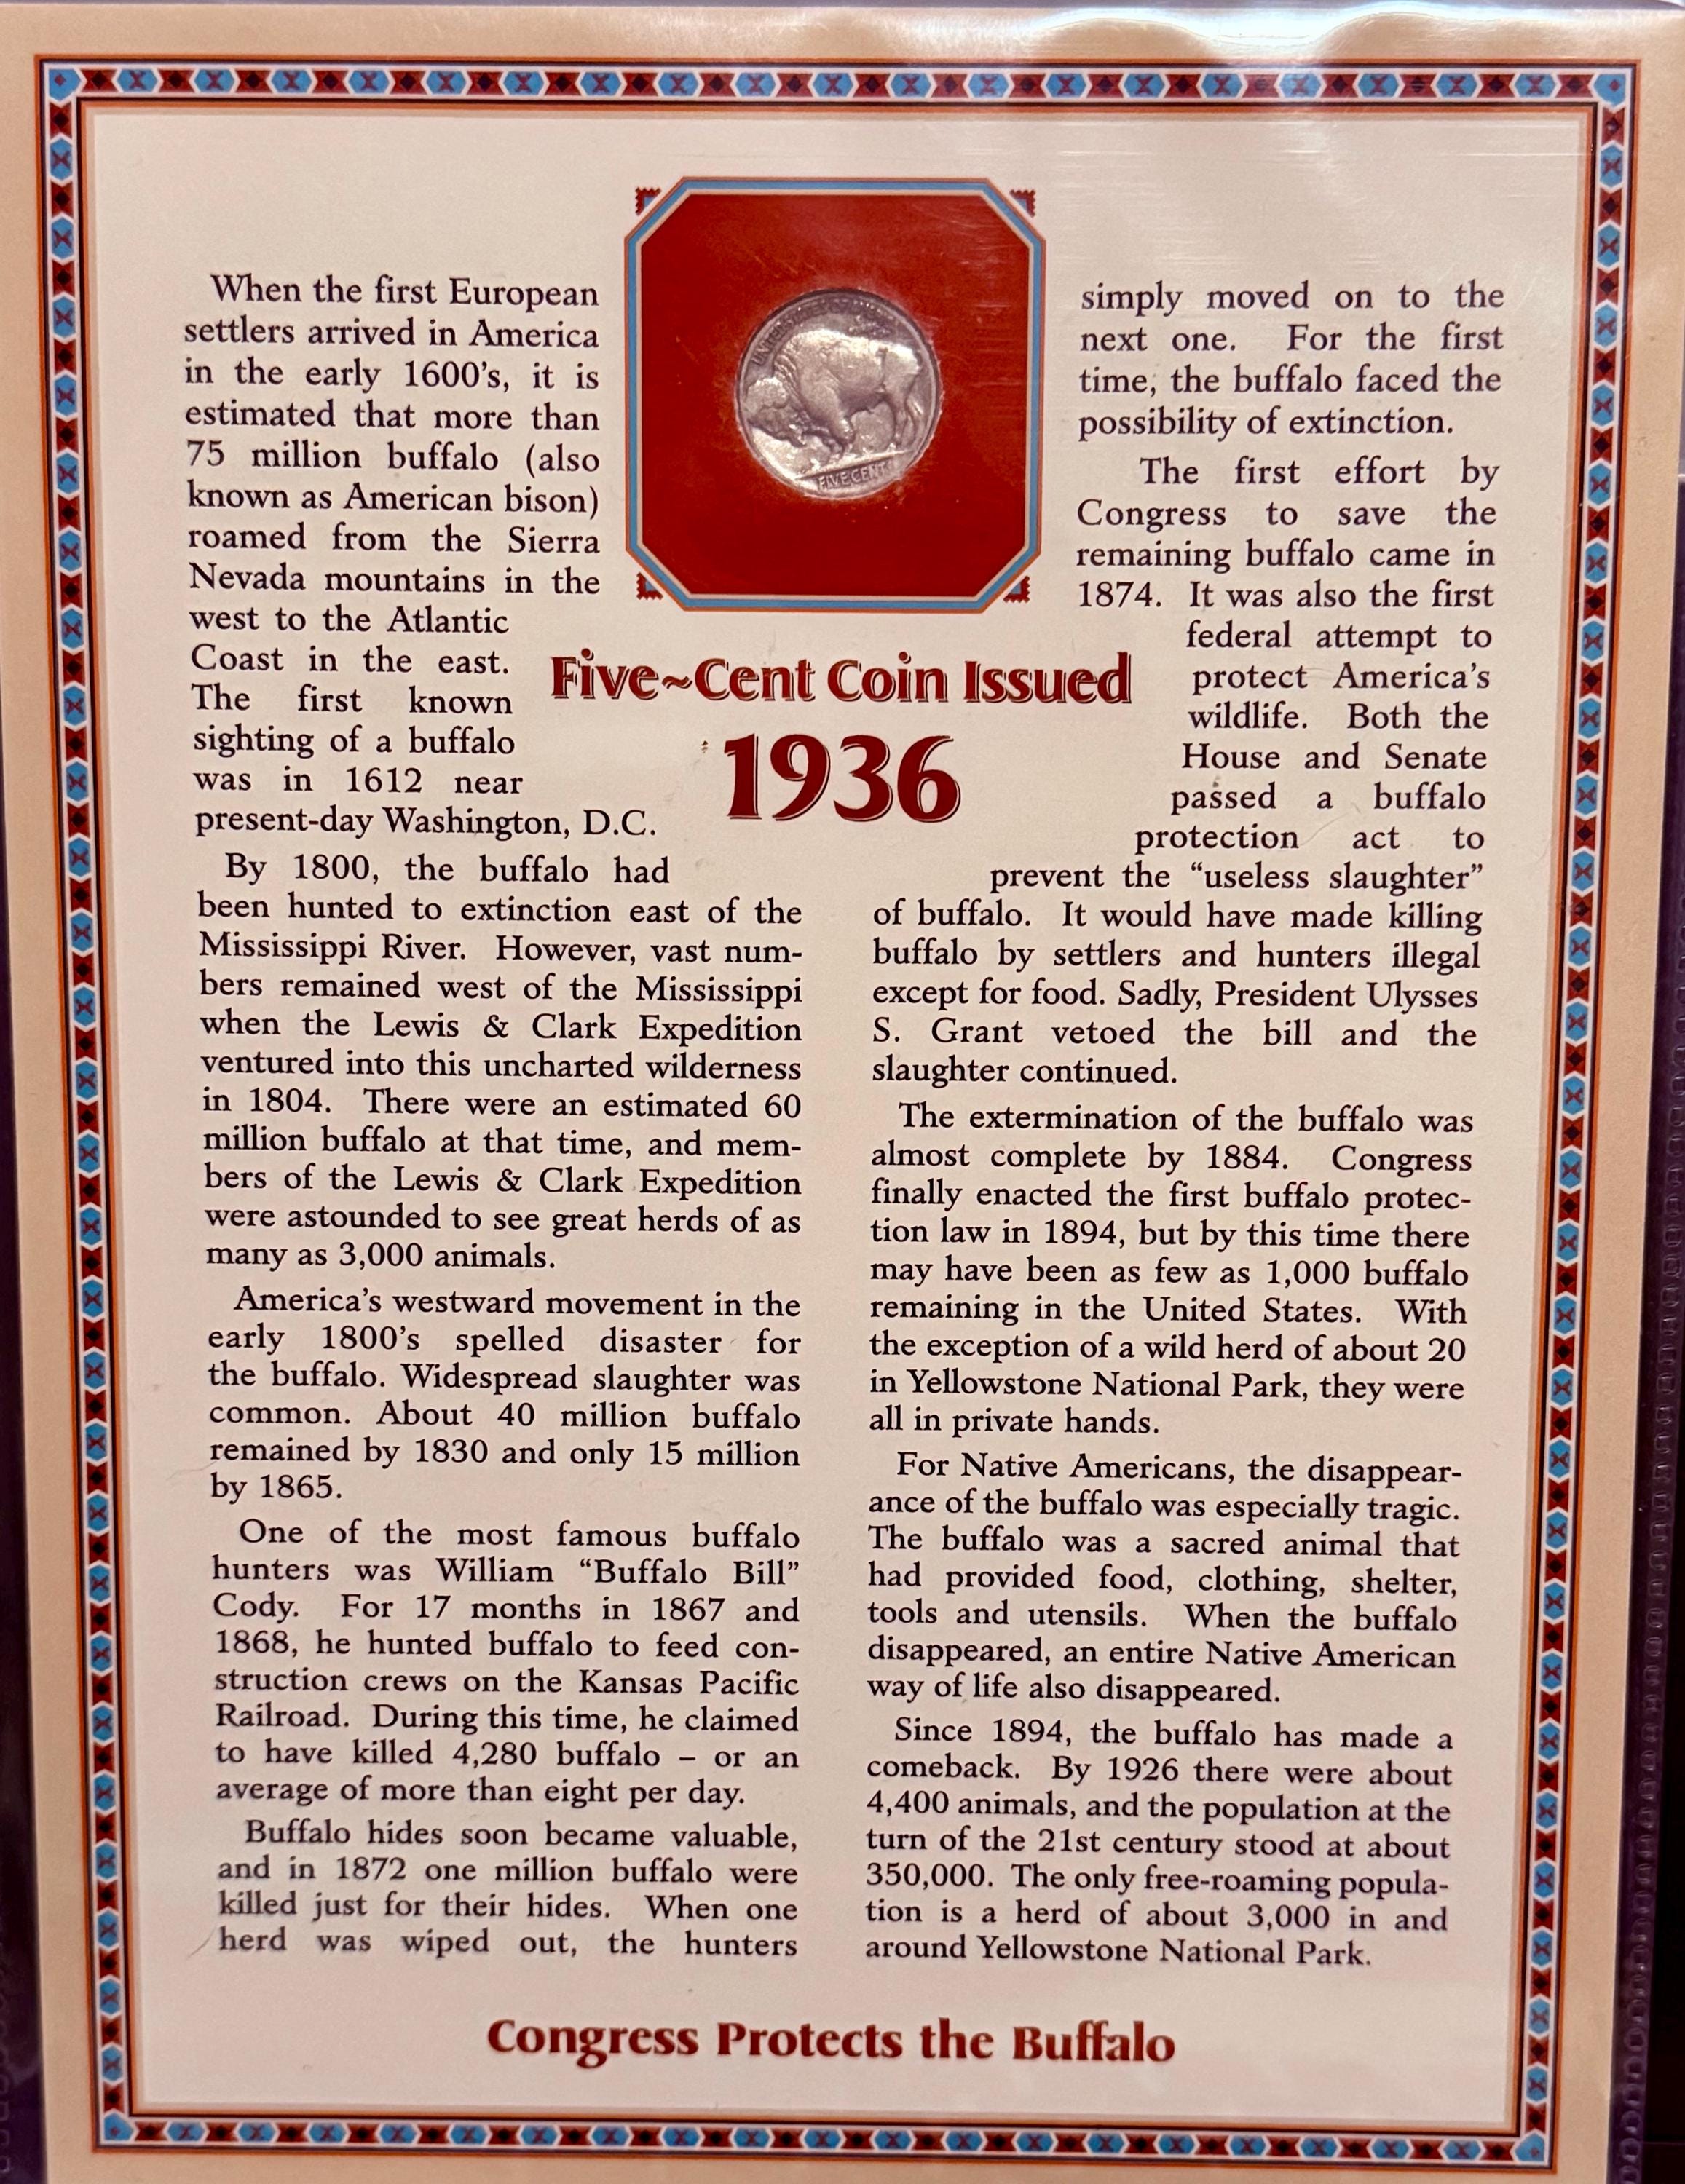 When the first European
settlers arrived in America
in the early 1600's, it is
estimated that more than
75 million buffalo (also
known as American bison)
roamed from the Sierra
Nevada mountains in the
west to the Atlantic
Coast in the east.
The first known
sighting of a buffalo
was in 1612 near
present-day Washington, D.C.
By 1800, the buffalo had
been hunted to extinction east of the
Mississippi River. However, vast num-
bers remained west of the Mississippi
when the Lewis & Clark Expedition
ventured into this uncharted wilderness
in 1804. There were an estimated 60
million buffalo at that time, and mem-
bers of the Lewis & Clark Expedition
were astounded to see great herds of as
many as 3,000 animals.
America's westward movement in the
early 1800's spelled disaster for
the buffalo. Widespread slaughter was
common. About 40 million buffalo
remained by 1830 and only 15 million
by 1865.
One of the most famous buffalo
hunters was William "Buffalo Bill"
Cody. For 17 months in 1867 and
1868, he hunted buffalo to feed con-
struction crews on the Kansas Pacific
Railroad. During this time, he claimed
to have killed 4,280 buffalo – or an
average of more than eight per day.
Buffalo hides soon became valuable,
and in 1872 one million buffalo were
killed just for their hides. When one
herd was wiped out, the hunters
FIVE CENTS
Five~Cent Coin Issued
1936
simply moved on to the
next one. For the first
time, the buffalo faced the
possibility of extinction.
The first effort by
Congress to save the
remaining buffalo came in
1874. It was also the first
federal attempt to
protect America's
wildlife. Both the
House and Senate
passed a buffalo
protection act to
prevent the "useless slaughter"
of buffalo. It would have made killing
buffalo by settlers and hunters illegal
except for food. Sadly, President Ulysses
S. Grant vetoed the bill and the
slaughter continued.
The extermination of the buffalo was
almost complete by 1884. Congress
finally enacted the first buffalo protec-
tion law in 1894, but by this time there
may have been as few as 1,000 buffalo
remaining in the United States. With
the exception of a wild herd of about 20
in Yellowstone National Park, they were
all in private hands.
For Native Americans, the disappear-
ance of the buffalo was especially tragic.
The buffalo was a sacred animal that
had provided food, clothing, shelter,
tools and utensils. When the buffalo
disappeared, an entire Native American
way of life also disappeared.
Since 1894, the buffalo has made a
comeback. By 1926 there were about
4,400 animals, and the population at the
turn of the 21st century stood at about
350,000. The only free-roaming popula-
tion is a herd of about 3,000 in and
around Yellowstone National Park.
Congress Protects the Buffalo